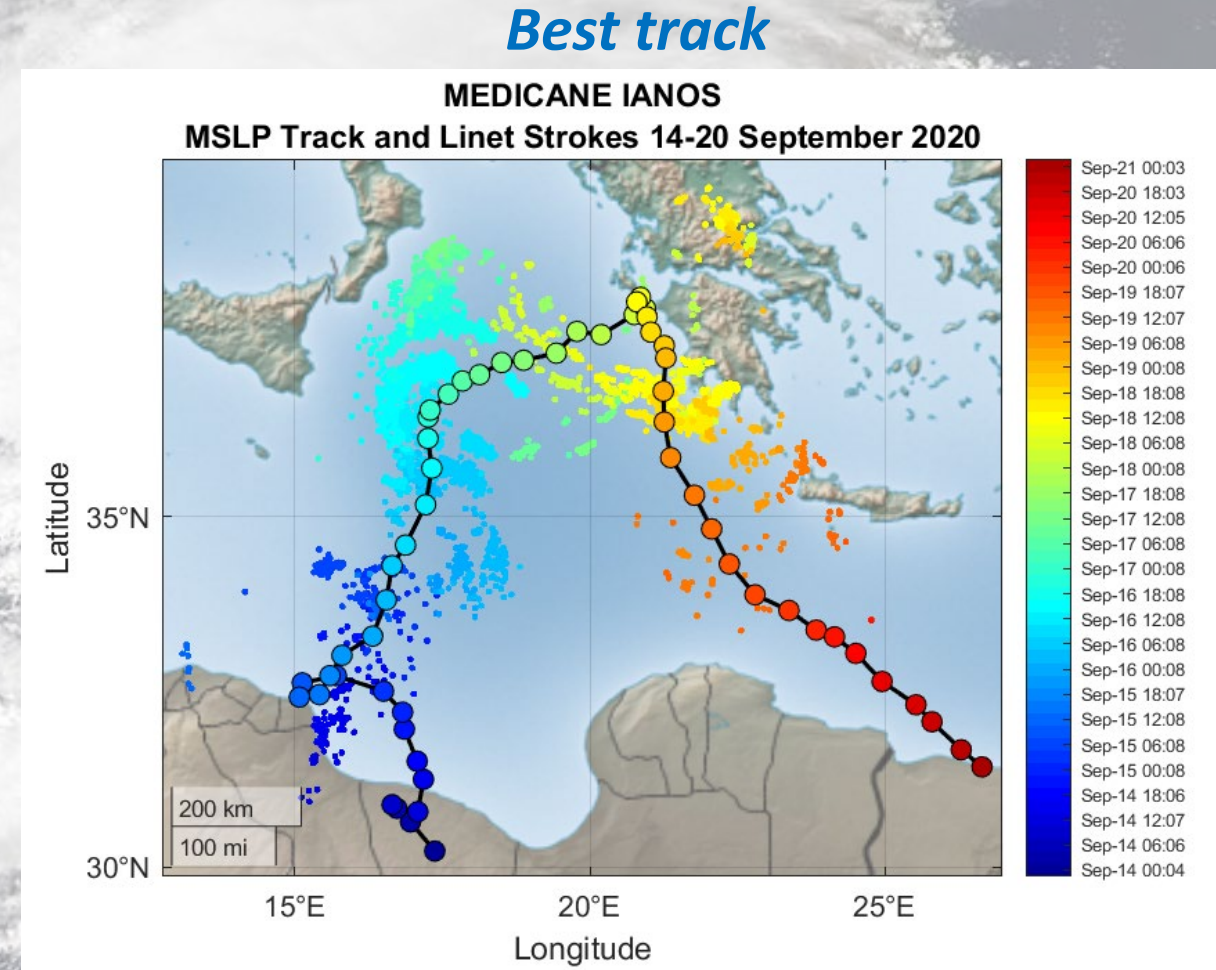 Best track
MEDICANE IANOS
MSLP Track and Linet Strokes 14-20 September 2020
Sep-21 00:03
Sep-20 18:03
Sep-20 12:05
Sep-20 06:06
Sep-20 00:06
Sep-19 18:07
Sep-19 12:07
Sep-19 06:08
Sep-19 00:08
Sep-18 18:08
Sep-18 12:08
Sep-18 06:08
Sep-18 00:08
Sep-17 18:08
Sep-17 12:08
Sep-17 06:08
Sep-17 00:08
Sep-16 18:08
Sep-16 12:08
Sep-16 06:08
Sep-16 00:08
Sep-15 18:07
Sep-15 12:08
Sep-15 06:08
Sep-15 00:08
Sep-14 18:06
Sep-14 12:07
Sep-14 06:06
Sep-14 00:04
Latitude
35°N
30°N
200 km
100 mi
15°E
20°E
25°E
Longitude